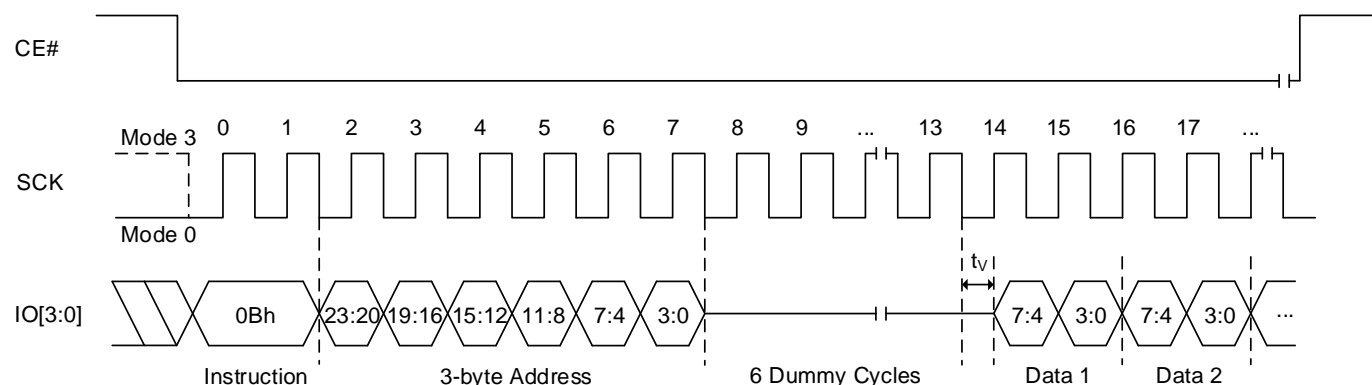 CE#
0 1 2 3 4 5 6 7 8 9 ... 13 14 15 16 17 ...
Mode 3
SCK
Mode 0
tV
IO[3:0] 0Bh 23:20 19:16 15:12 11:8 7:4 3:0 7:4 3:0 7:4 3:0 ...
Instruction 3-byte Address 6 Dummy Cycles Data 1 Data 2